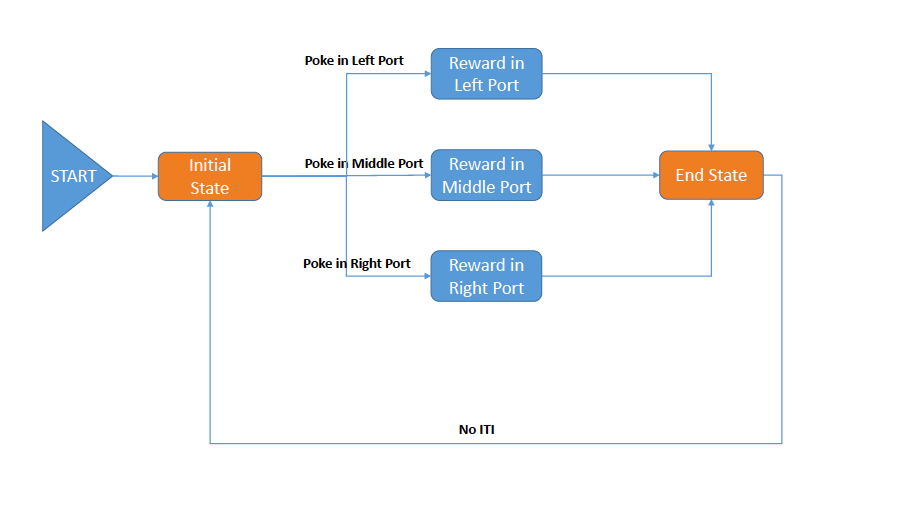 Poke in Left Port
Reward in
Left Port
START
Initial
State
Poke in Middle Port
Reward in
Middle Port
End State
Poke in Right Port
Reward in
Right Port
No ITI